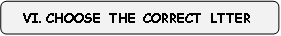 VI. CHOOSE THE CORRECT LTTER